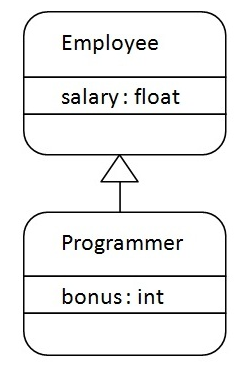 Employee
salary : float
Programmer
bonus : int